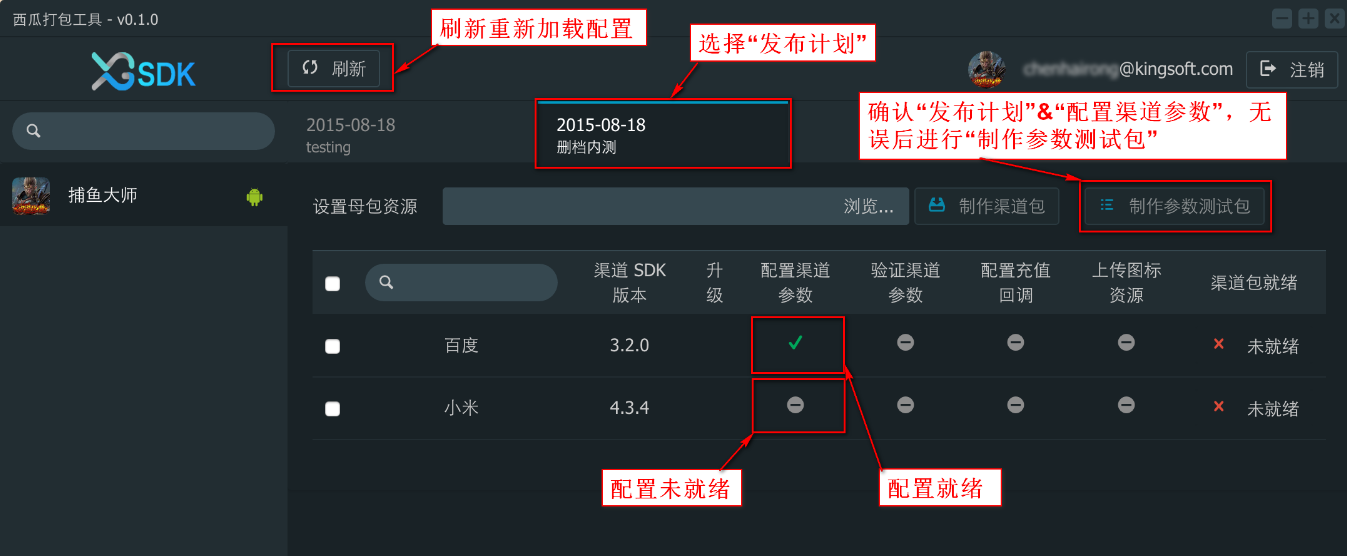 西瓜打包工具 - v0.1.0
刷新重新加载配置
选择“发布计划”
XGSDK
刷新
@kingsoft.com
注销
确认“发布计划”&“配置渠道参数”，无
误后进行“制作参数测试包”
2015-08-18
testing
2015-08-18
删档内测
捕鱼大师
设置母包资源
浏览...
制作渠道包
制作参数测试包
渠道 SDK
版本
升
级
配置渠道
参数
验证渠道
参数
配置充值
回调
上传图标
资源
渠道包就绪
百度
3.2.0
未就绪
小米
4.3.4
未就绪
配置未就绪
配置就绪